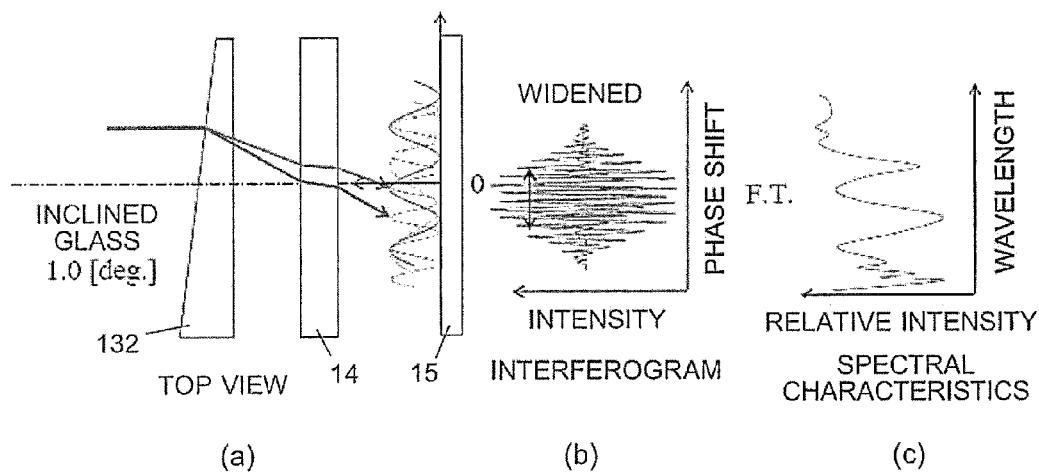 INCLINED
GLASS
1.0 [deg.]
132
TOP VIEW
14
15
(a)
WIDENED
0
PHASE SHIFT
INTENSITY
INTERFEROGRAM
(b)
F.T.
WAVELENGTH
RELATIVE INTENSITY
SPECTRAL
CHARACTERISTICS
(c)